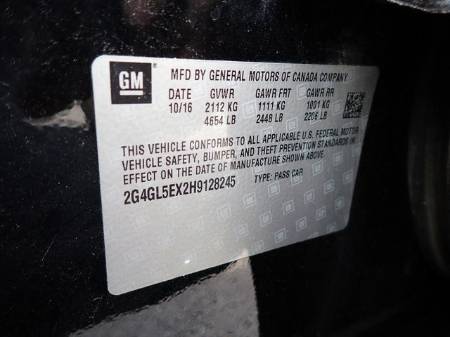 GM
MFD BY GENERAL MOTORS OF CANADA COMPANY
DATE GVWR GAWR FRT GAWR RR
10/16 2112 KG 1111 KG 1001 KG
4654 LB 2448 LB 2206 LB
THIS VEHICLE CONFORMS TO ALL APPLICABLE U.S. FEDERAL MOTOR
VEHICLE SAFETY, BUMPER, AND THEFT PREVENTION STANDARDS IN
EFFECT ON THE DATE OF MANUFACTURE SHOWN ABOVE.
2G4GL5EX2H9128245 TYPE: PASS CAR